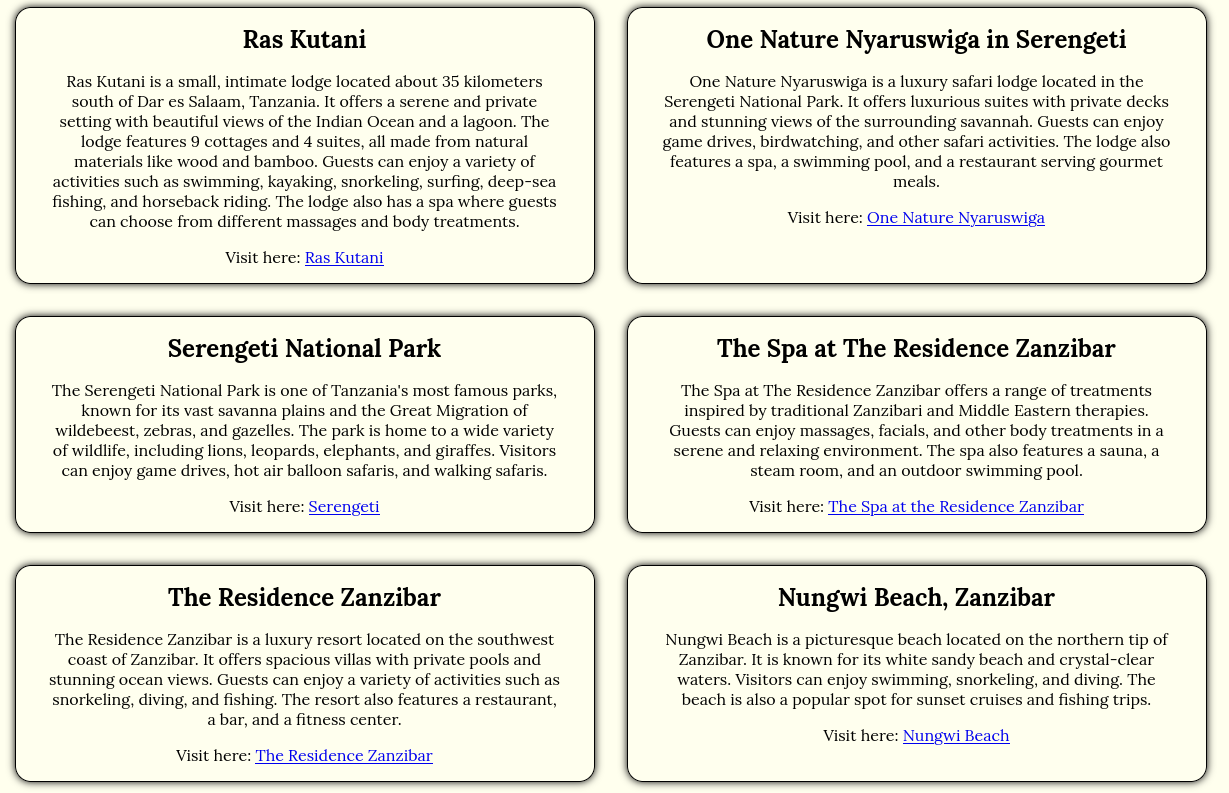 Ras Kutani
Ras Kutani is a small, intimate lodge located about 35 kilometers
south of Dar es Salaam, Tanzania. It offers a serene and private
setting with beautiful views of the Indian Ocean and a lagoon. The
lodge features 9 cottages and 4 suites, all made from natural
materials like wood and bamboo. Guests can enjoy a variety of
activities such as swimming, kayaking, snorkeling, surfing, deep-sea
fishing, and horseback riding. The lodge also has a spa where guests
can choose from different massages and body treatments.
Visit here: Ras Kutani
One Nature Nyaruswiga in Serengeti
One Nature Nyaruswiga is a luxury safari lodge located in the
Serengeti National Park. It offers luxurious suites with private decks
and stunning views of the surrounding savannah. Guests can enjoy
game drives, birdwatching, and other safari activities. The lodge also
features a spa, a swimming pool, and a restaurant serving gourmet
meals.
Visit here: One Nature Nyaruswiga
Serengeti National Park
The Serengeti National Park is one of Tanzania's most famous parks,
known for its vast savanna plains and the Great Migration of
wildebeest, zebras, and gazelles. The park is home to a wide variety
of wildlife, including lions, leopards, elephants, and giraffes. Visitors
can enjoy game drives, hot air balloon safaris, and walking safaris.
Visit here: Serengeti
The Spa at The Residence Zanzibar
The Spa at The Residence Zanzibar offers a range of treatments
inspired by traditional Zanzibari and Middle Eastern therapies.
Guests can enjoy massages, facials, and other body treatments in a
serene and relaxing environment. The spa also features a sauna, a
steam room, and an outdoor swimming pool.
Visit here: The Spa at the Residence Zanzibar
The Residence Zanzibar
The Residence Zanzibar is a luxury resort located on the southwest
coast of Zanzibar. It offers spacious villas with private pools and
stunning ocean views. Guests can enjoy a variety of activities such as
snorkeling, diving, and fishing. The resort also features a restaurant,
a bar, and a fitness center.
Visit here: The Residence Zanzibar
Nungwi Beach, Zanzibar
Nungwi Beach is a picturesque beach located on the northern tip of
Zanzibar. It is known for its white sandy beach and crystal-clear
waters. Visitors can enjoy swimming, snorkeling, and diving. The
beach is also a popular spot for sunset cruises and fishing trips.
Visit here: Nungwi Beach